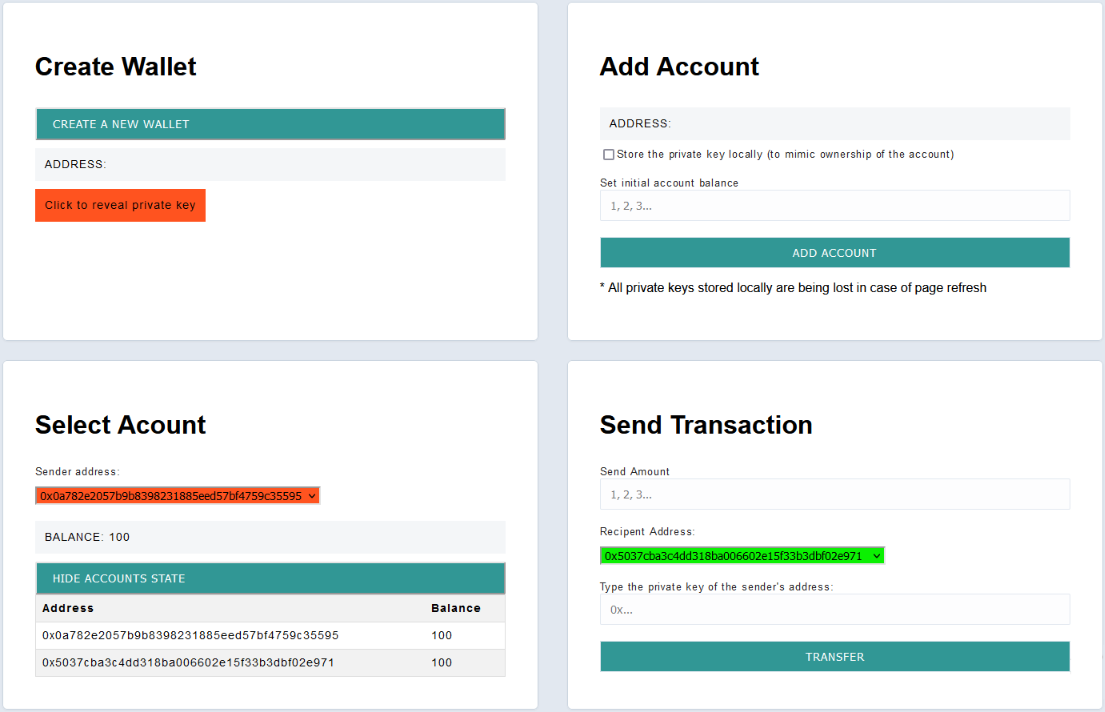 Create Wallet
CREATE A NEW WALLET
ADDRESS:
Click to reveal private key
Add Account
ADDRESS:
Store the private key locally (to mimic ownership of the account)
Set initial account balance
1, 2, 3...
ADD ACCOUNT
* All private keys stored locally are being lost in case of page refresh
Select Acount
Sender address:
0x0a782e2057b9b8398231885eed57bf4759c35595
BALANCE: 100
HIDE ACCOUNTS STATE
Address Balance
0x0a782e2057b9b8398231885eed57bf4759c35595 100
0x5037cba3c4dd318ba006602e15f33b3dbf02e971 100
Send Transaction
Send Amount
1, 2, 3...
Recipent Address:
0x5037cba3c4dd318ba006602e15f33b3dbf02e971
Type the private key of the sender's address:
0x...
TRANSFER